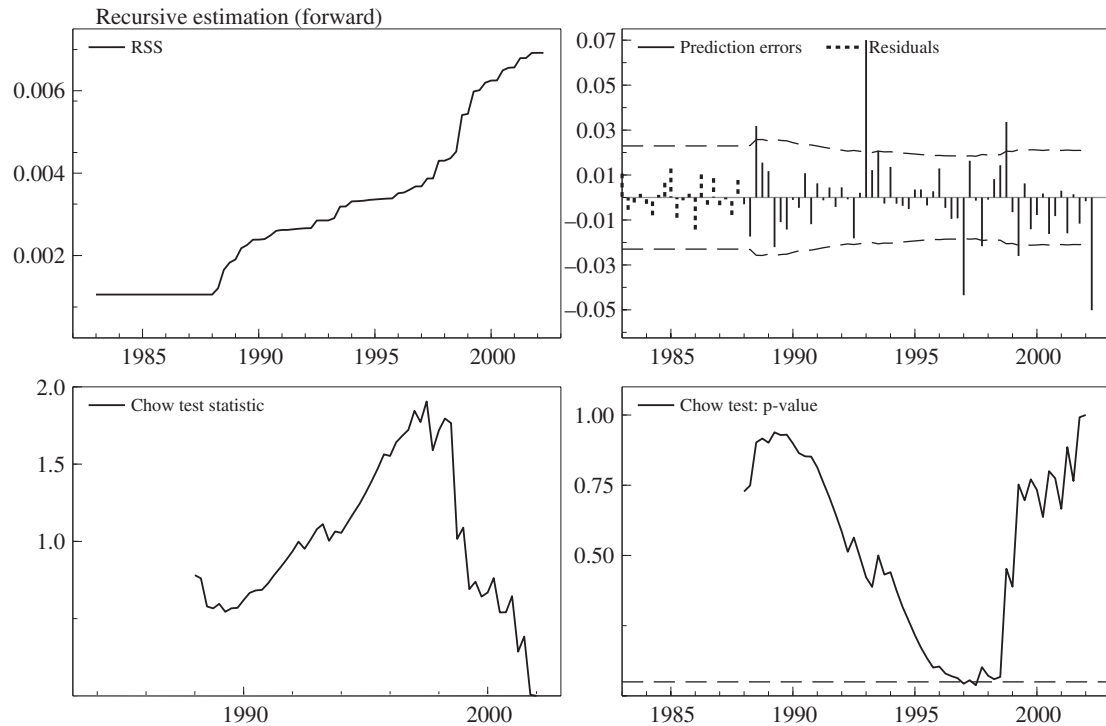 Recursive estimation (forward)
RSS
0.006
0.004
0.002
1985 1990 1995 2000
Prediction errors Residuals
0.07
0.05
0.03
0.01
−0.01
−0.03
−0.05
1985 1990 1995 2000
Chow test statistic
2.0
1.5
1.0
1990 2000
Chow test: p-value
1.00
0.75
0.50
1985 1990 1995 2000